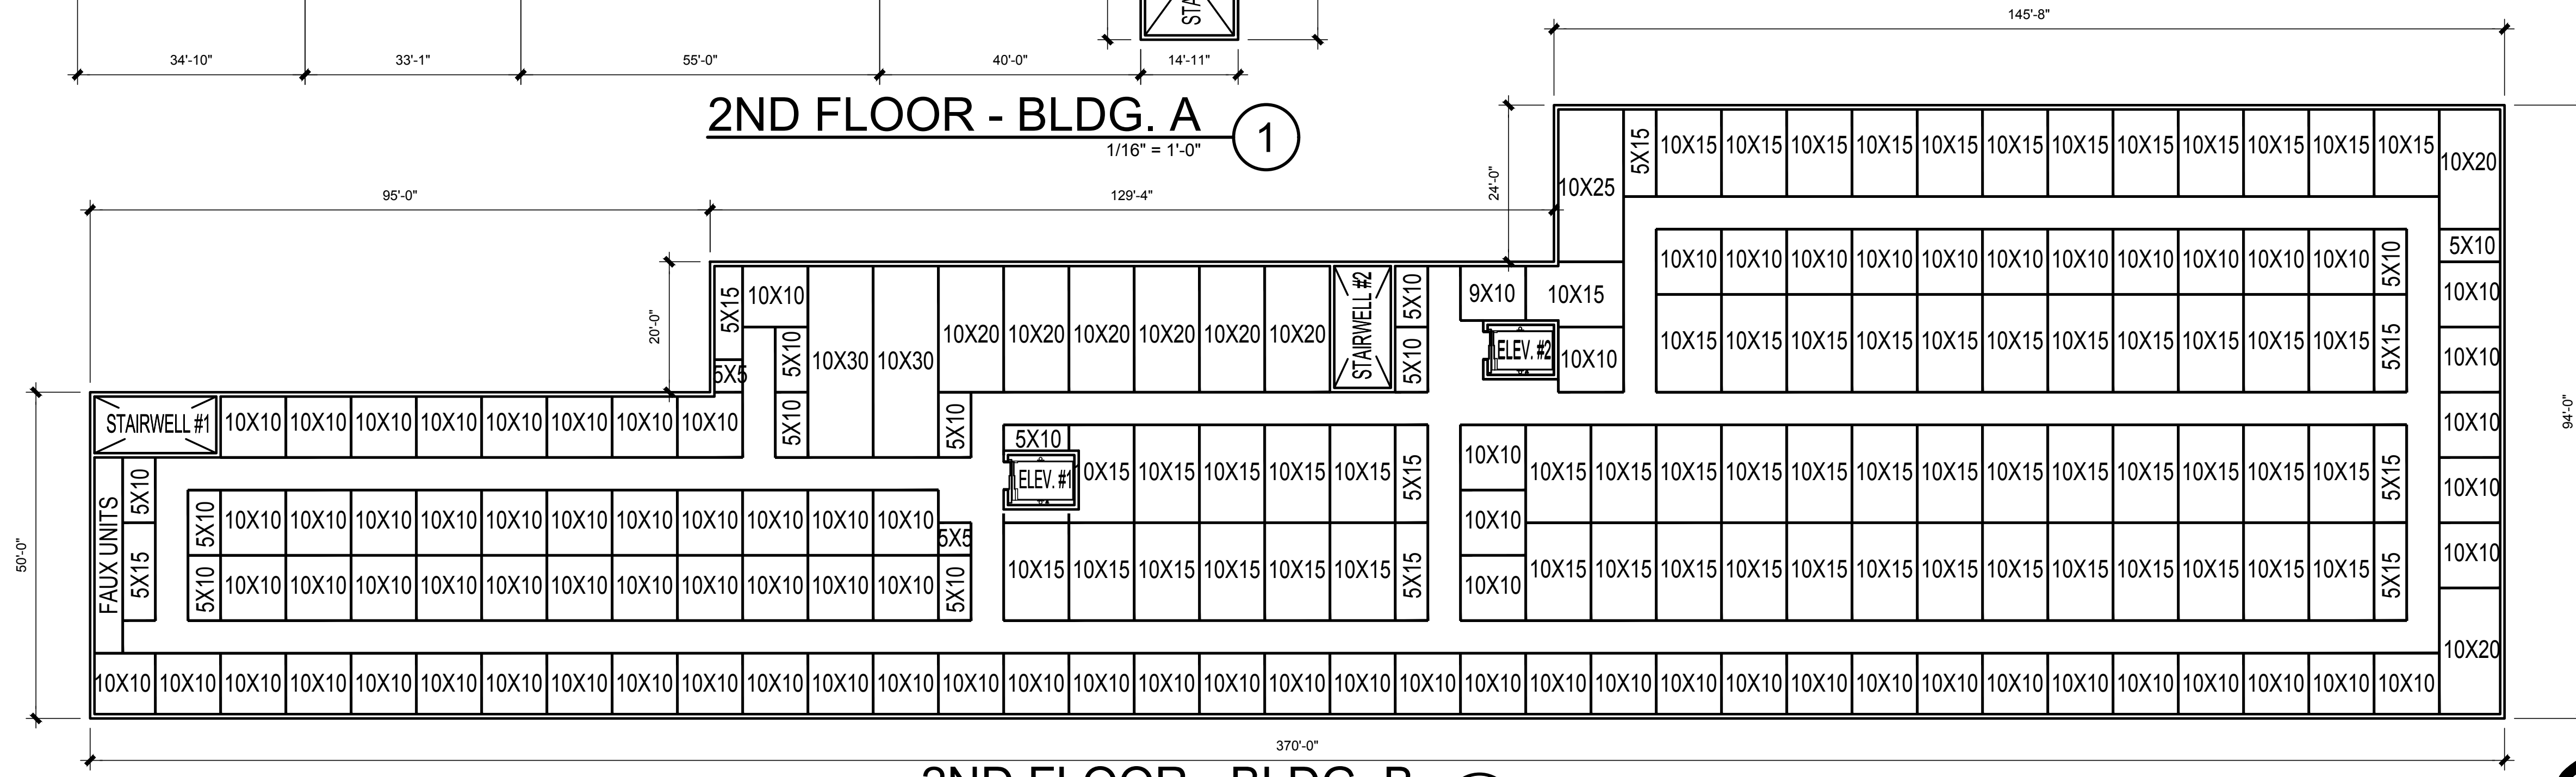 STA
145'-8"
34'-10" 33'-1" 55'-0" 40'-0" 14'-11"
2ND FLOOR - BLDG. A 1
1/16" = 1'-0"
95'-0" 129'-4" 24'-0"
10X25 5X15 10X15 10X15 10X15 10X15 10X15 10X15 10X15 10X15 10X15 10X15 10X15 10X15 10X20
5X10
10X10 10X10 10X10 10X10 10X10 10X10 10X10 10X10 10X10 10X10 10X10 5X10
10X10
20'-0" 5X15 10X10 STAIRWELL #2 5X10 9X10 10X15
10X20 10X20 10X20 10X20 10X20 10X20
10X15 10X15 10X15 10X15 10X15 10X15 10X15 10X15 10X15 10X15 10X15 5X15
5X5 5X10 10X30 10X30 5X10 ELEV. #2 10X10 10X10
94'-0"
STAIRWELL #1 10X10 10X10 10X10 10X10 10X10 10X10 10X10 10X10 5X10 5X10 10X10
5X10
10X10
ELEV. #1 0X15 10X15 10X15 10X15 10X15 5X15 10X15 10X15 10X15 10X15 10X15 10X15 10X15 10X15 10X15 10X15 10X15 10X15 10X15 5X15
10X10
5X10
5X10 10X10 10X10 10X10 10X10 10X10 10X10 10X10 10X10 10X10 10X10 10X10 10X10
5X5
10X10
50'-0" FAUX UNITS 5X15
10X15 10X15 10X15 10X15 10X15 10X15 5X15 10X15 10X15 10X15 10X15 10X15 10X15 10X15 10X15 10X15 10X15 10X15 10X15 10X15 5X15
5X10 10X10 10X10 10X10 10X10 10X10 10X10 10X10 10X10 10X10 10X10 10X10 5X10 10X10
10X20
10X10 10X10 10X10 10X10 10X10 10X10 10X10 10X10 10X10 10X10 10X10 10X10 10X10 10X10 10X10 10X10 10X10 10X10 10X10 10X10 10X10 10X10 10X10 10X10 10X10 10X10 10X10 10X10 10X10 10X10 10X10 10X10 10X10 10X10 10X10 10X10
370'-0"
2ND FLOOR - BLDG. B